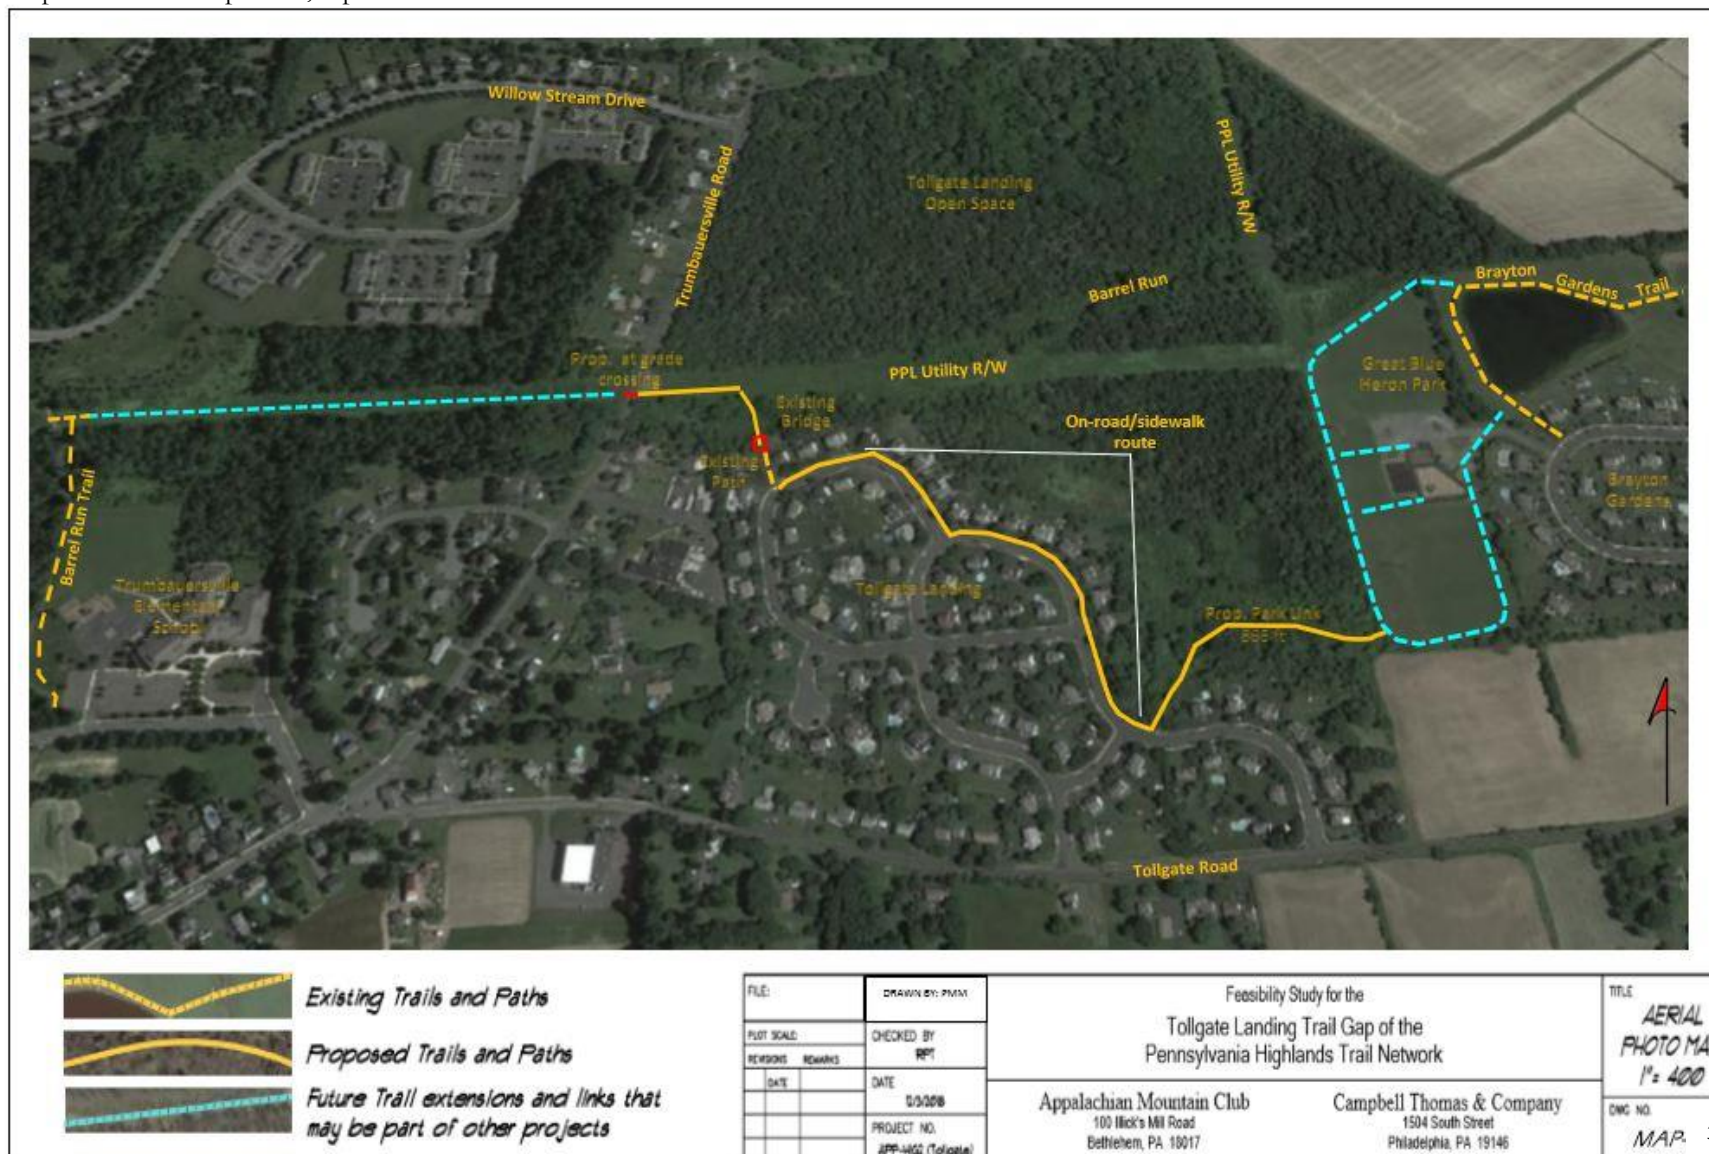 Willow Stream Drive
Trumbauersville Road
Tollgate Landing
Open Space
PPL Utility R/W
Barrel Run
Brayton
Gardens
Trail
Prop. at grade
crossing
PPL Utility R/W
Great Blue
Heron Park
Existing
Bridge
On-road/sidewalk
route
Existing
Path
Brayton
Gardens
Barrel Run Trail
Trumbauersville
Elementary
School
Tollgate Landing
Prop. Park Link
Tollgate Road
Existing Trails and Paths
Proposed Trails and Paths
Future Trail extensions and links that
may be part of other projects
FILE:
DRAWN BY: PMM
PLOT SCALE:
CHECKED BY
RPT
REVISIONS REMARKS
DATE
DATE
PROJECT NO.
Feasibility Study for the
Tollgate Landing Trail Gap of the
Pennsylvania Highlands Trail Network
Appalachian Mountain Club
100 Illick's Mill Road
Bethlehem, PA 18017
Campbell Thomas & Company
1504 South Street
Philadelphia, PA 19146
TITLE
AERIAL
PHOTO MA
1"= 400
DWG NO.
MAP-